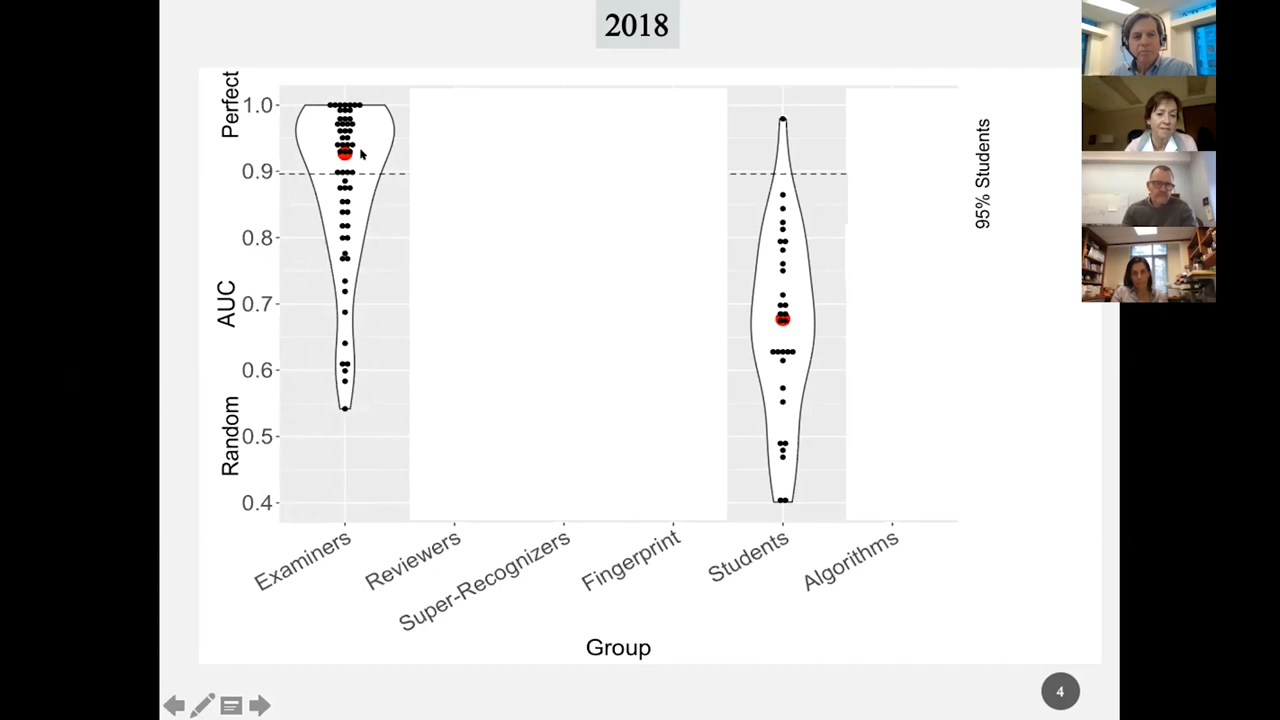 2018
Perfect
1.0
0.9
0.8
AUC
0.7
0.6
Random
0.5
0.4
95% Students
Examiners
Reviewers
Super-Recognizers
Fingerprint
Students
Algorithms
Group
4